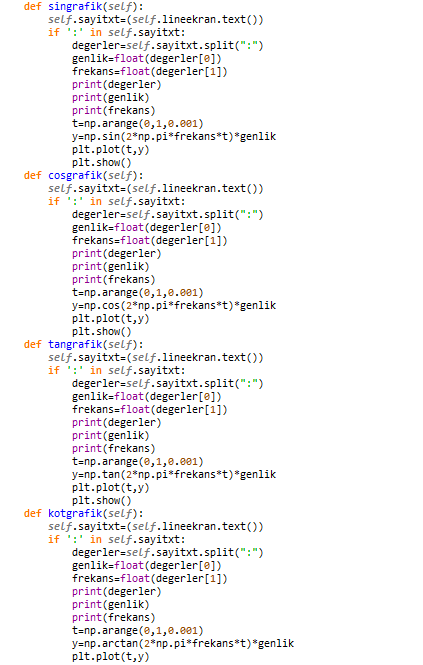 def singrafik(self):
    self.sayitxt=(self.lineekran.text())
    if ':' in self.sayitxt:
        degerler=self.sayitxt.split(":")
        genlik=float(degerler[0])
        frekans=float(degerler[1])
        print(degerler)
        print(genlik)
        print(frekans)
        t=np.arange(0,1,0.001)
        y=np.sin(2*np.pi*frekans*t)*genlik
        plt.plot(t,y)
        plt.show()
def cosgrafik(self):
    self.sayitxt=(self.lineekran.text())
    if ':' in self.sayitxt:
        degerler=self.sayitxt.split(":")
        genlik=float(degerler[0])
        frekans=float(degerler[1])
        print(degerler)
        print(genlik)
        print(frekans)
        t=np.arange(0,1,0.001)
        y=np.cos(2*np.pi*frekans*t)*genlik
        plt.plot(t,y)
        plt.show()
def tangrafik(self):
    self.sayitxt=(self.lineekran.text())
    if ':' in self.sayitxt:
        degerler=self.sayitxt.split(":")
        genlik=float(degerler[0])
        frekans=float(degerler[1])
        print(degerler)
        print(genlik)
        print(frekans)
        t=np.arange(0,1,0.001)
        y=np.tan(2*np.pi*frekans*t)*genlik
        plt.plot(t,y)
        plt.show()
def kotgrafik(self):
    self.sayitxt=(self.lineekran.text())
    if ':' in self.sayitxt:
        degerler=self.sayitxt.split(":")
        genlik=float(degerler[0])
        frekans=float(degerler[1])
        print(degerler)
        print(genlik)
        print(frekans)
        t=np.arange(0,1,0.001)
        y=np.arctan(2*np.pi*frekans*t)*genlik
        plt.plot(t,y)